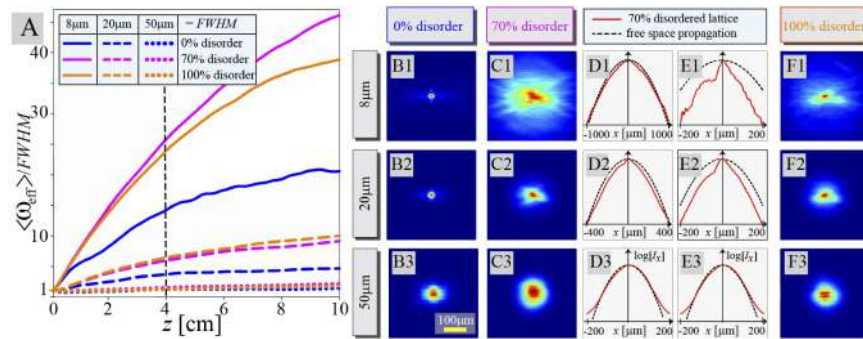 A
8μm 20μm 50μm = FWHM
0% disorder
70% disorder
100% disorder
<ω_eff>/FWHM
40
30
10
1
0 2 4 6 8 10
z [cm]
0% disorder
70% disorder
70% disordered lattice
free space propagation
100% disorder
8μm
B1
C1
D1
-1000 x [μm] 1000
E1
-200 x [μm] 200
F1
20μm
B2
C2
D2
-400 x [μm] 400
E2
-200 x [μm] 200
F2
50μm
B3
100μm
C3
D3 log[I_x]
-200 x [μm] 200
E3 log[I_x]
-200 x [μm] 200
F3